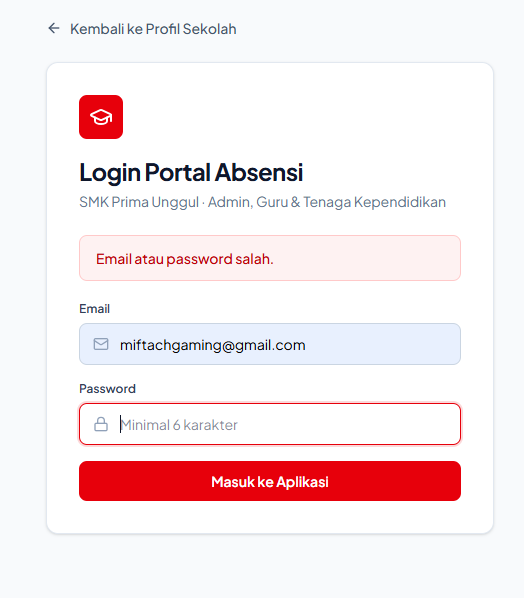 Kembali ke Profil Sekolah
Login Portal Absensi
SMK Prima Unggul · Admin, Guru & Tenaga Kependidikan
Email atau password salah.
Email
miftachgaming@gmail.com
Password
Minimal 6 karakter
Masuk ke Aplikasi